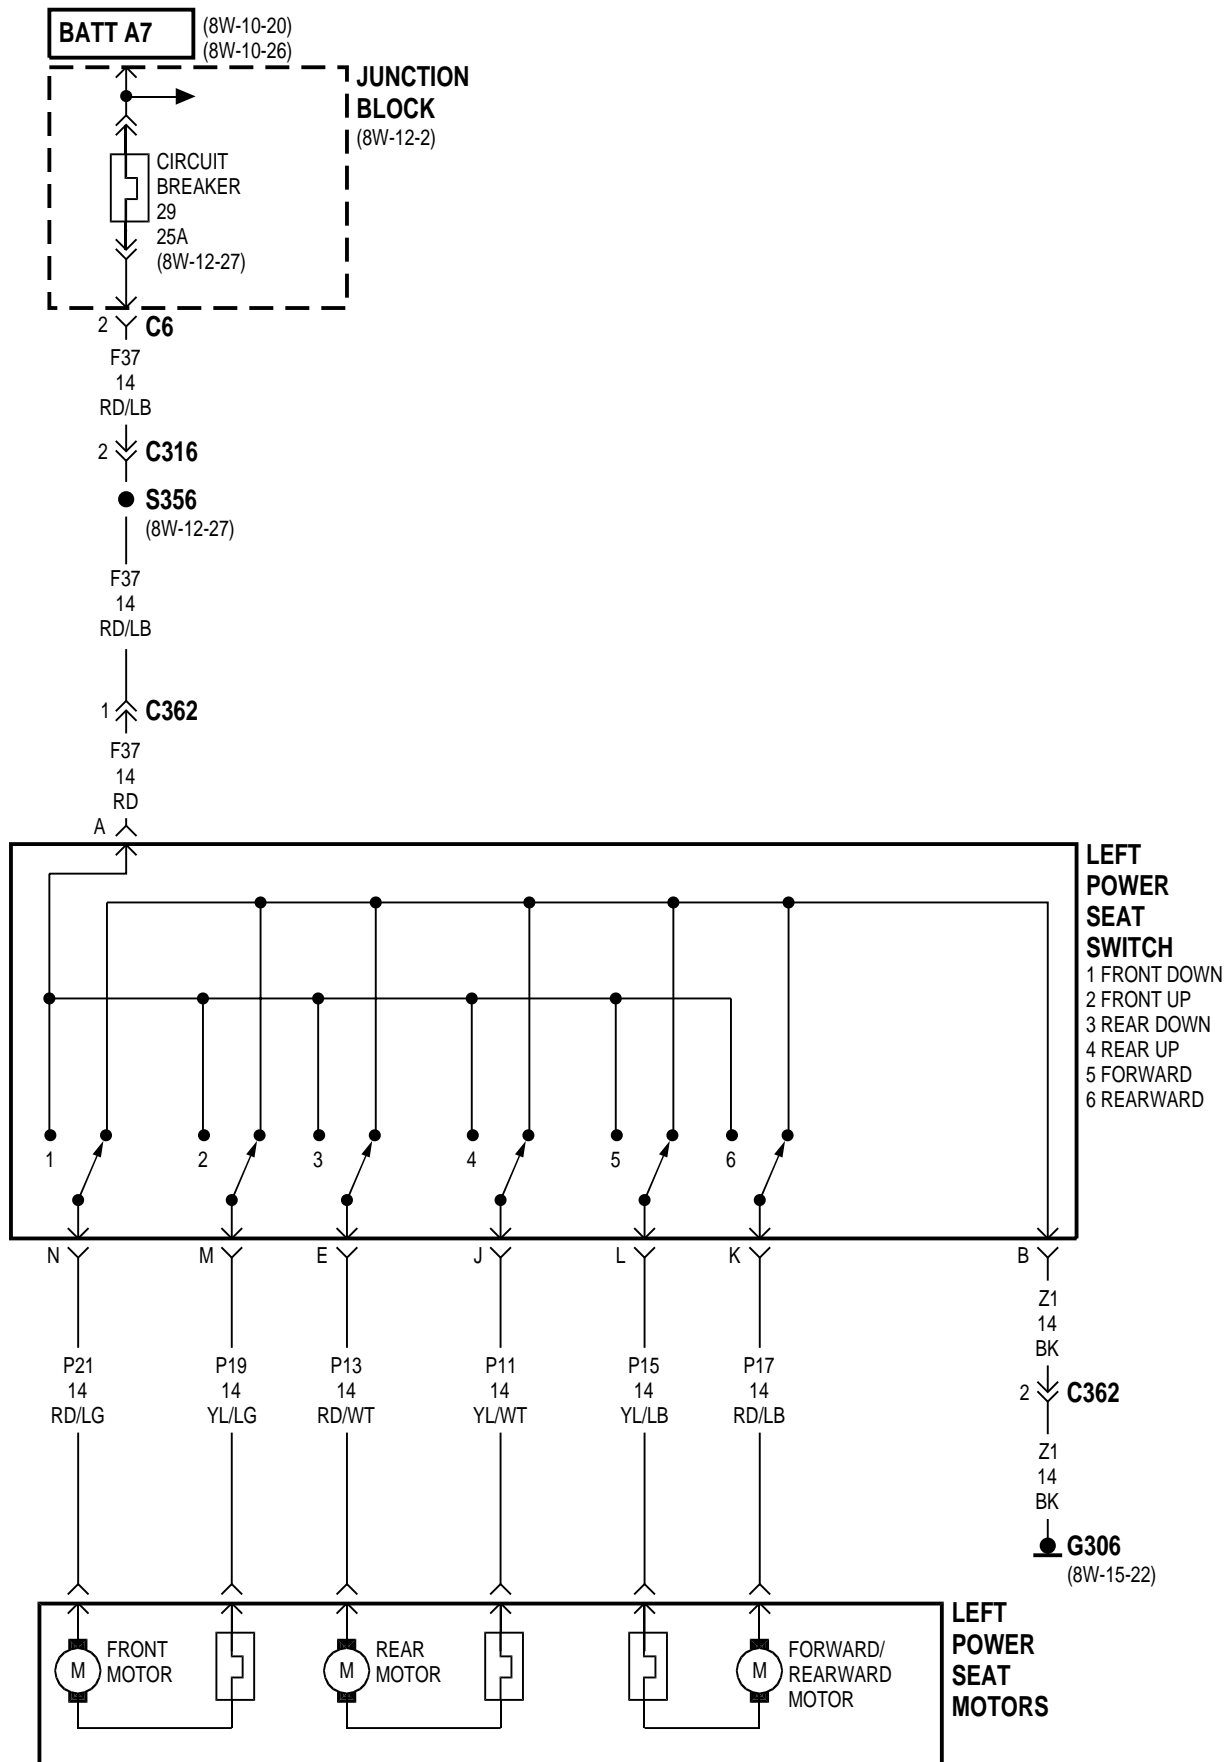 BATT A7
(8W-10-20)
(8W-10-26)
JUNCTION
BLOCK
(8W-12-2)
CIRCUIT
BREAKER
29
25A
(8W-12-27)
2 C6
F37
14
RD/LB
2 C316
S356
(8W-12-27)
F37
14
RD/LB
1 C362
F37
14
RD
A
LEFT
POWER
SEAT
SWITCH
1 FRONT DOWN
2 FRONT UP
3 REAR DOWN
4 REAR UP
5 FORWARD
6 REARWARD
1 2 3 4 5 6
N M E J L K B
Z1
14
BK
P21 P19 P13 P11 P15 P17
14 14 14 14 14 14
RD/LG YL/LG RD/WT YL/WT YL/LB RD/LB
2 C362
Z1
14
BK
G306
(8W-15-22)
LEFT
POWER
SEAT
MOTORS
M
FRONT
MOTOR
M
REAR
MOTOR
M
FORWARD/
REARWARD
MOTOR